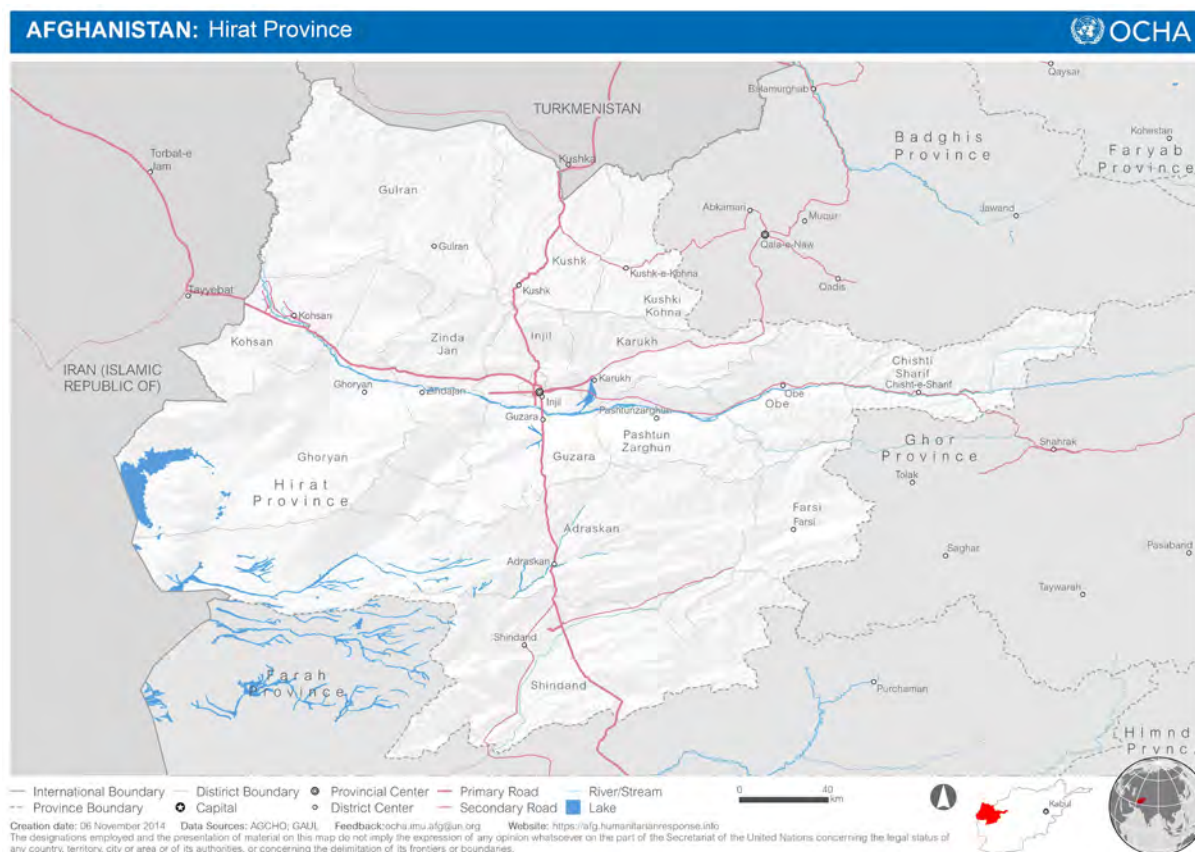 AFGHANISTAN: Hirat Province
OCHA
Qaysar
Balamurghab
TURKMENISTAN
Badghis
Province
Kohestan
Faryab
Province
Torbat-e
Jam
Kushka
Gulran
Abkamari
Muqur
Jawand
Qala-e-Naw
Gulran
Kushk
Kushk-e-Kohna
Qadis
Tayyebat
Kushk
Kushki
Kohna
Kohsan
Kohsan
Zinda
Jan
Injil
Karukh
IRAN (ISLAMIC
REPUBLIC OF)
Chishti
Sharif
Karukh
Ghoryan
Zindajan
Chisht-e-Sharif
Injil
Obe
Obe
Guzara
Pashtunzarghun
Pashtun
Zarghun
Ghor
Province
Shahrak
Ghoryan
Guzara
Tolak
Hirat
Province
Farsi
Farsi
Adraskan
Pasaband
Saghar
Adraskan
Taywarah
Shindand
Farah
Province
Shindand
Purchaman
Himnd
Prvnc
International Boundary
District Boundary
Provincial Center
Primary Road
River/Stream
0
40
km
Province Boundary
Capital
District Center
Secondary Road
Lake
Kabul
Creation date: 06 November 2014 Data Sources: AGCHO; GAUL Feedback:ocha.imu.afg@un.org Website: https://afg.humanitarianresponse.info
The designations employed and the presentation of material on this map do not imply the expression of any opinion whatsoever on the part of the Secretariat of the United Nations concerning the legal status of
any country, territory, city or area or of its authorities, or concerning the delimitation of its frontiers or boundaries.